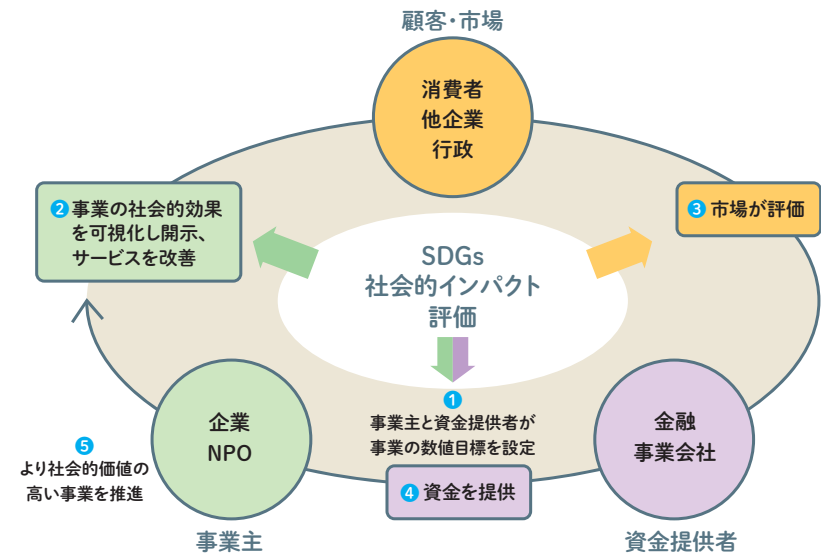 顧客・市場
消費者
他企業
行政
❷事業の社会的効果
を可視化し開示、
サービスを改善
❸市場が評価
SDGs
社会的インパクト
評価
❶
事業主と資金提供者が
事業の数値目標を設定
企業
NPO
金融
事業会社
❺
より社会的価値の
高い事業を推進
❹資金を提供
事業主
資金提供者